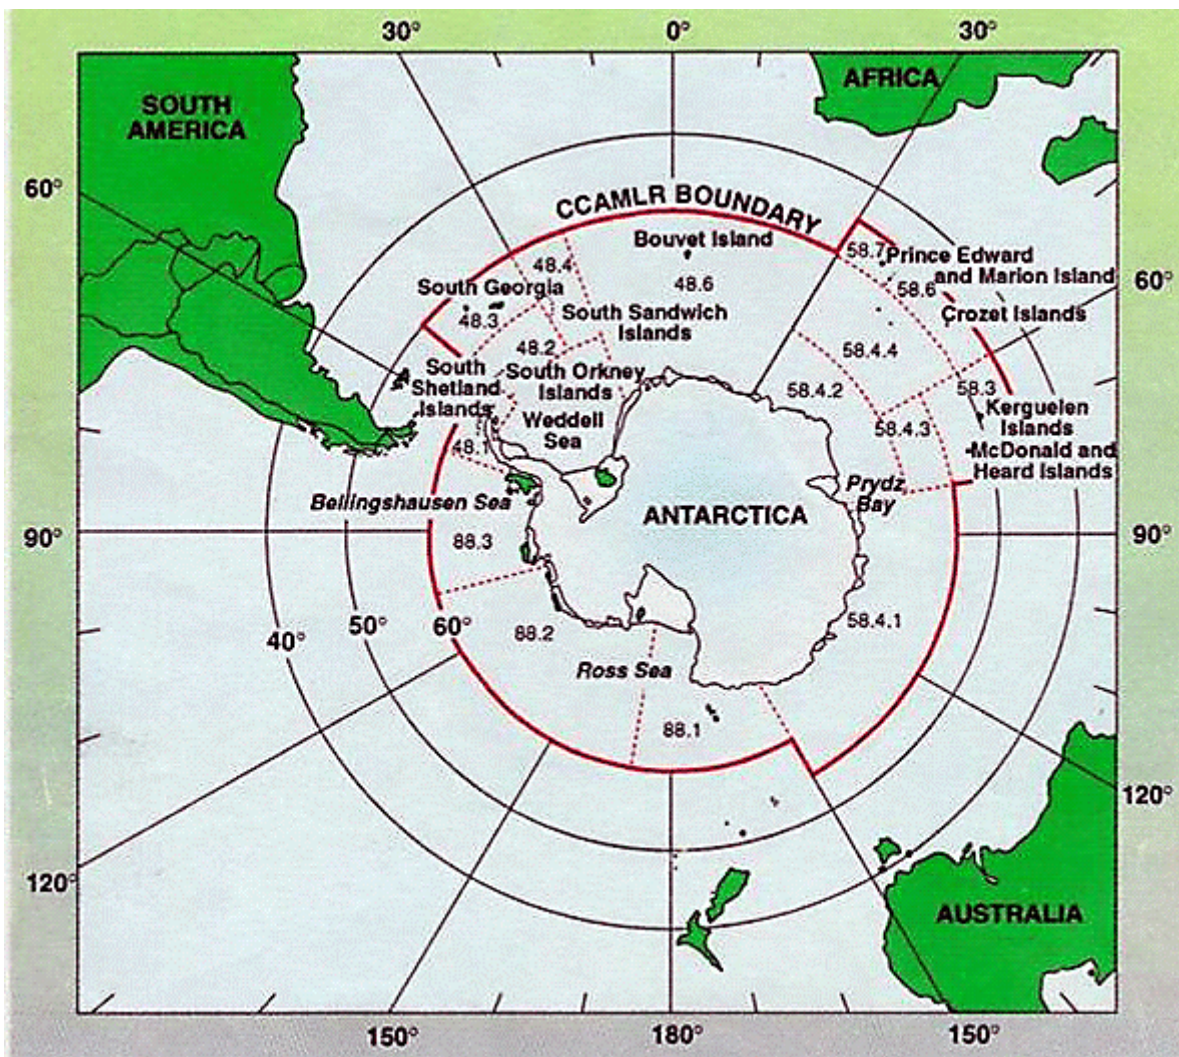 30°
0°
30°
SOUTH
AMERICA
AFRICA
60°
CCAMLR BOUNDARY
Bouvet Island
58.7
Prince Edward
and Marion Island
48.4
48.6
58.6
60°
South Georgia
48.3
South Sandwich
Islands
Crozet Islands
48.2
58.4.4
South
Shetland
Islands
South Orkney
Islands
58.4.2
58.3
Kerguelen
Islands
Weddell
Sea
58.4.3
48.1
McDonald and
Heard Islands
Bellingshausen Sea
Prydz
Bay
ANTARCTICA
90°
88.3
90°
40°
50°
60°
88.2
58.4.1
Ross Sea
88.1
120°
120°
AUSTRALIA
150°
180°
150°